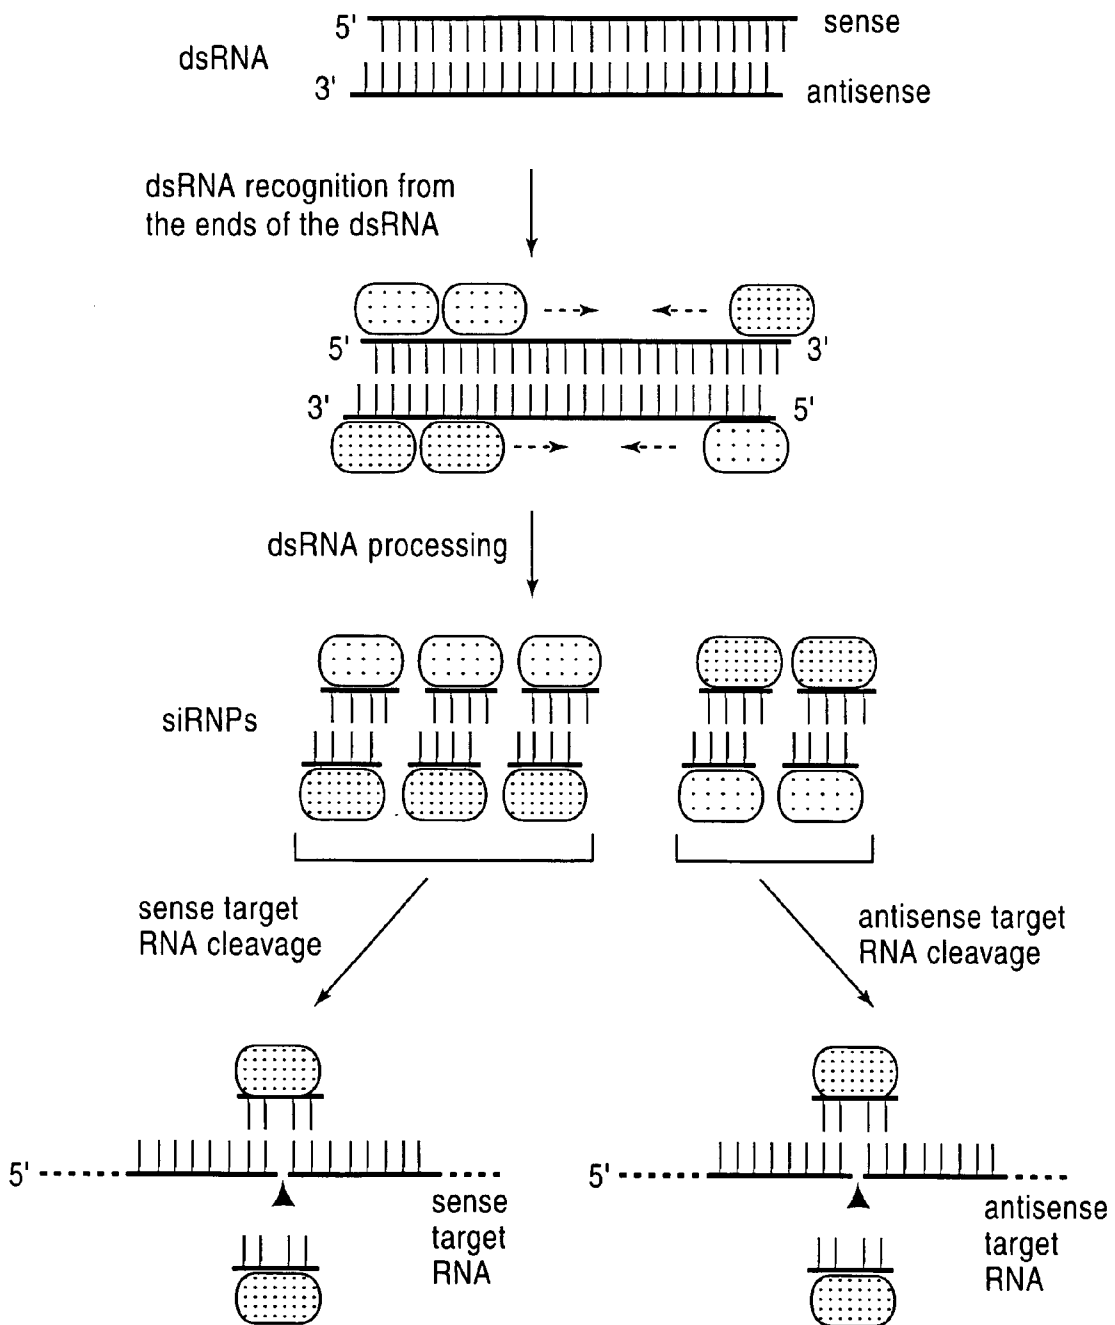 5'
sense
dsRNA
3'
antisense
dsRNA recognition from
the ends of the dsRNA
5'
3'
3'
5'
dsRNA processing
siRNPs
sense target
RNA cleavage
antisense target
RNA cleavage
5'
sense
target
RNA
5'
antisense
target
RNA